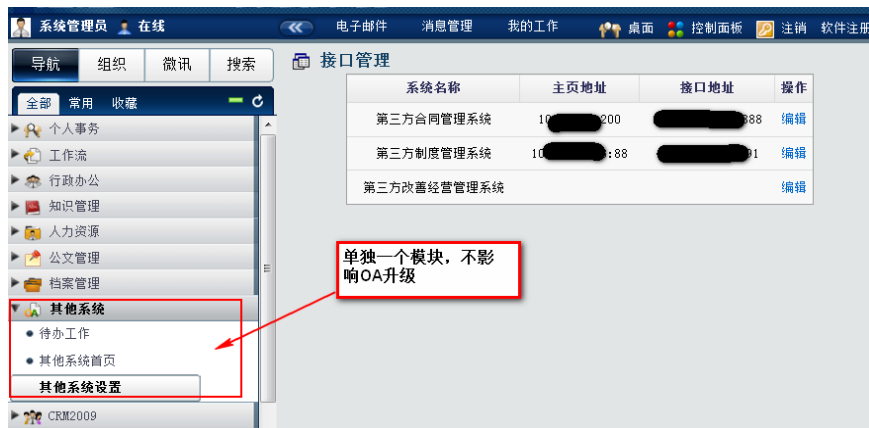 系统管理员 在线
电子邮件 消息管理 我的工作 桌面 控制面板 注销 软件注册
导航 组织 微讯 搜索
接口管理
全部 常用 收藏
系统名称 主页地址 接口地址 操作
第三方合同管理系统 10 200 388 编辑
第三方制度管理系统 10 :88 91 编辑
第三方改善经营管理系统 编辑
个人事务
工作流
行政办公
知识管理
人力资源
公文管理
档案管理
其他系统
待办工作
其他系统首页
其他系统设置
CRM2009
单独一个模块，不影
响OA升级